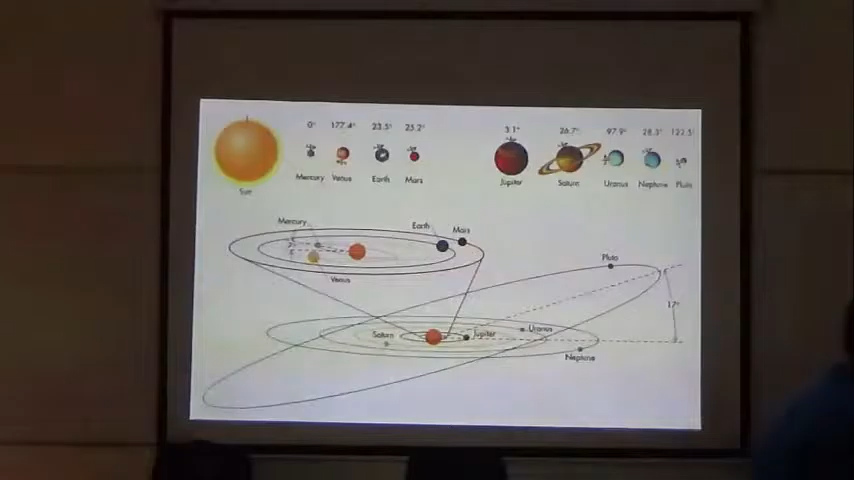 0° 177.4° 23.5° 25.2° 3.1° 26.7° 97.9° 28.3° 122.5°
Sun Mercury Venus Earth Mars Jupiter Saturn Uranus Neptune Pluto
Mercury Earth Mars
Venus
Pluto
17°
Saturn Jupiter Uranus
Neptune